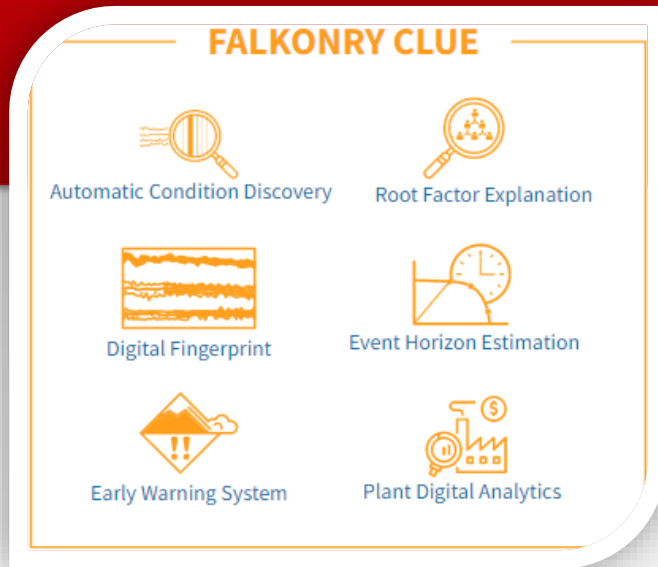 FALKONRY CLUE
Automatic Condition Discovery
Root Factor Explanation
Digital Fingerprint
Event Horizon Estimation
Early Warning System
Plant Digital Analytics